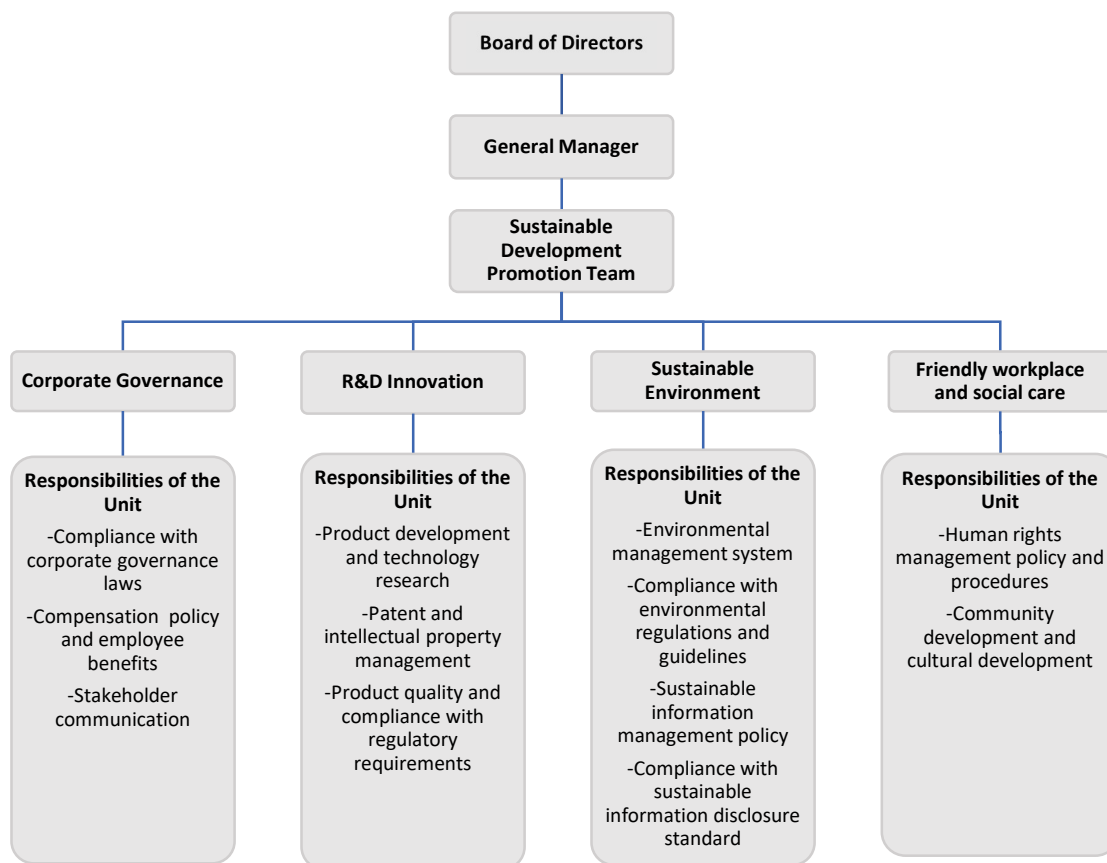 Board of Directors
General Manager
Sustainable
Development
Promotion Team
Corporate Governance
R&D Innovation
Sustainable
Environment
Friendly workplace
and social care
Responsibilities of the
Unit
-Compliance with
corporate governance
laws
-Compensation  policy
and employee
benefits
-Stakeholder
communication
Responsibilities of the
Unit
-Product development
and technology
research
-Patent and
intellectual property
management
-Product quality and
compliance with
regulatory
requirements
Responsibilities of the
Unit
-Environmental
management system
-Compliance with
environmental
regulations and
guidelines
-Sustainable
information
management policy
-Compliance with
sustainable
information disclosure
standard
Responsibilities of the
Unit
-Human rights
management policy and
procedures
-Community
development and
cultural development